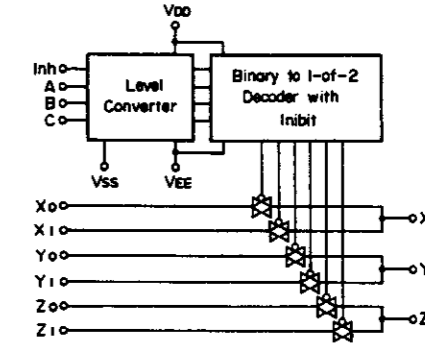 VDD
Inh
A
B
C
Level
Converter
Binary to 1-of-2
Decoder with
Inibit
VSS
VEE
X0
X1
X
Y0
Y1
Y
Z0
Z1
Z